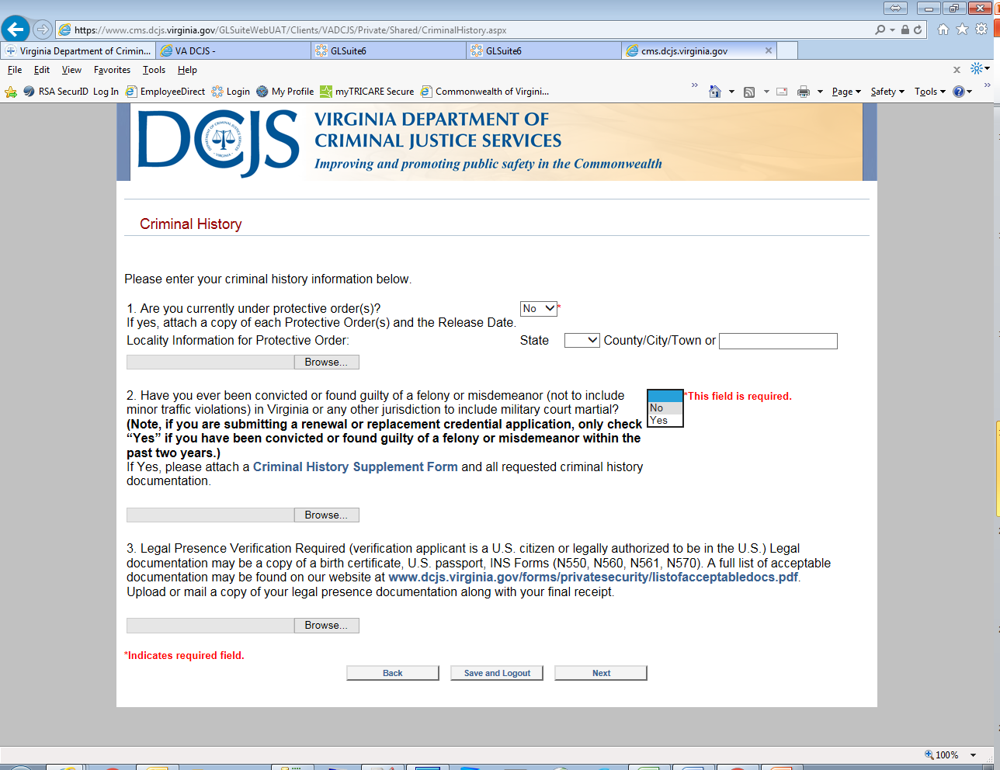 https://www.cms.dcjs.virginia.gov/GLSuiteWebUAT/Clients/VADCJS/Private/Shared/CriminalHistory.aspx
Virginia Department of Crimin... VA DCJS - GLSuite6 GLSuite6 cms.dcjs.virginia.gov
File Edit View Favorites Tools Help
RSA SecurID Log In EmployeeDirect Login My Profile myTRICARE Secure Commonwealth of Virgini... Page Safety Tools
DCJS
VIRGINIA DEPARTMENT OF
CRIMINAL JUSTICE SERVICES
Improving and promoting public safety in the Commonwealth
Criminal History
Please enter your criminal history information below.
1. Are you currently under protective order(s)? No *
If yes, attach a copy of each Protective Order(s) and the Release Date.
Locality Information for Protective Order: State County/City/Town or
Browse...
2. Have you ever been convicted or found guilty of a felony or misdemeanor (not to include *This field is required.
minor traffic violations) in Virginia or any other jurisdiction to include military court martial? No
(Note, if you are submitting a renewal or replacement credential application, only check Yes
“Yes” if you have been convicted or found guilty of a felony or misdemeanor within the
past two years.)
If Yes, please attach a Criminal History Supplement Form and all requested criminal history
documentation.
Browse...
3. Legal Presence Verification Required (verification applicant is a U.S. citizen or legally authorized to be in the U.S.) Legal
documentation may be a copy of a birth certificate, U.S. passport, INS Forms (N550, N560, N561, N570). A full list of acceptable
documentation may be found on our website at www.dcjs.virginia.gov/forms/privatesecurity/listofacceptabledocs.pdf.
Upload or mail a copy of your legal presence documentation along with your final receipt.
Browse...
*Indicates required field.
Back Save and Logout Next
100%